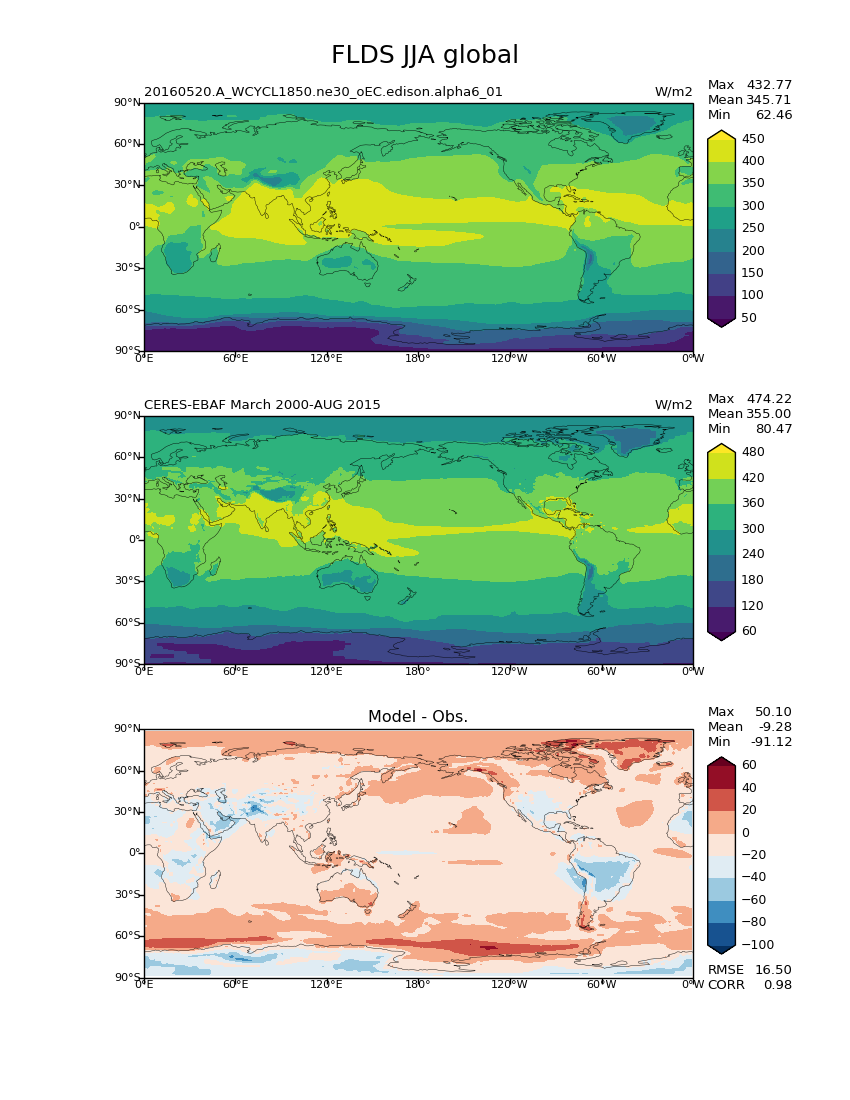 FLDS JJA global
20160520.A_WCYCL1850.ne30_oEC.edison.alpha6_01 W/m2
Max 432.77
Mean 345.71
Min 62.46
90°N
60°N
30°N
0°
30°S
60°S
90°S
0°E 60°E 120°E 180° 120°W 60°W 0°W
450
400
350
300
250
200
150
100
50
CERES-EBAF March 2000-AUG 2015 W/m2
Max 474.22
Mean 355.00
Min 80.47
90°N
60°N
30°N
0°
30°S
60°S
90°S
0°E 60°E 120°E 180° 120°W 60°W 0°W
480
420
360
300
240
180
120
60
Model - Obs.
Max 50.10
Mean -9.28
Min -91.12
90°N
60°N
30°N
0°
30°S
60°S
90°S
0°E 60°E 120°E 180° 120°W 60°W 0°W
60
40
20
0
−20
−40
−60
−80
−100
RMSE 16.50
CORR 0.98